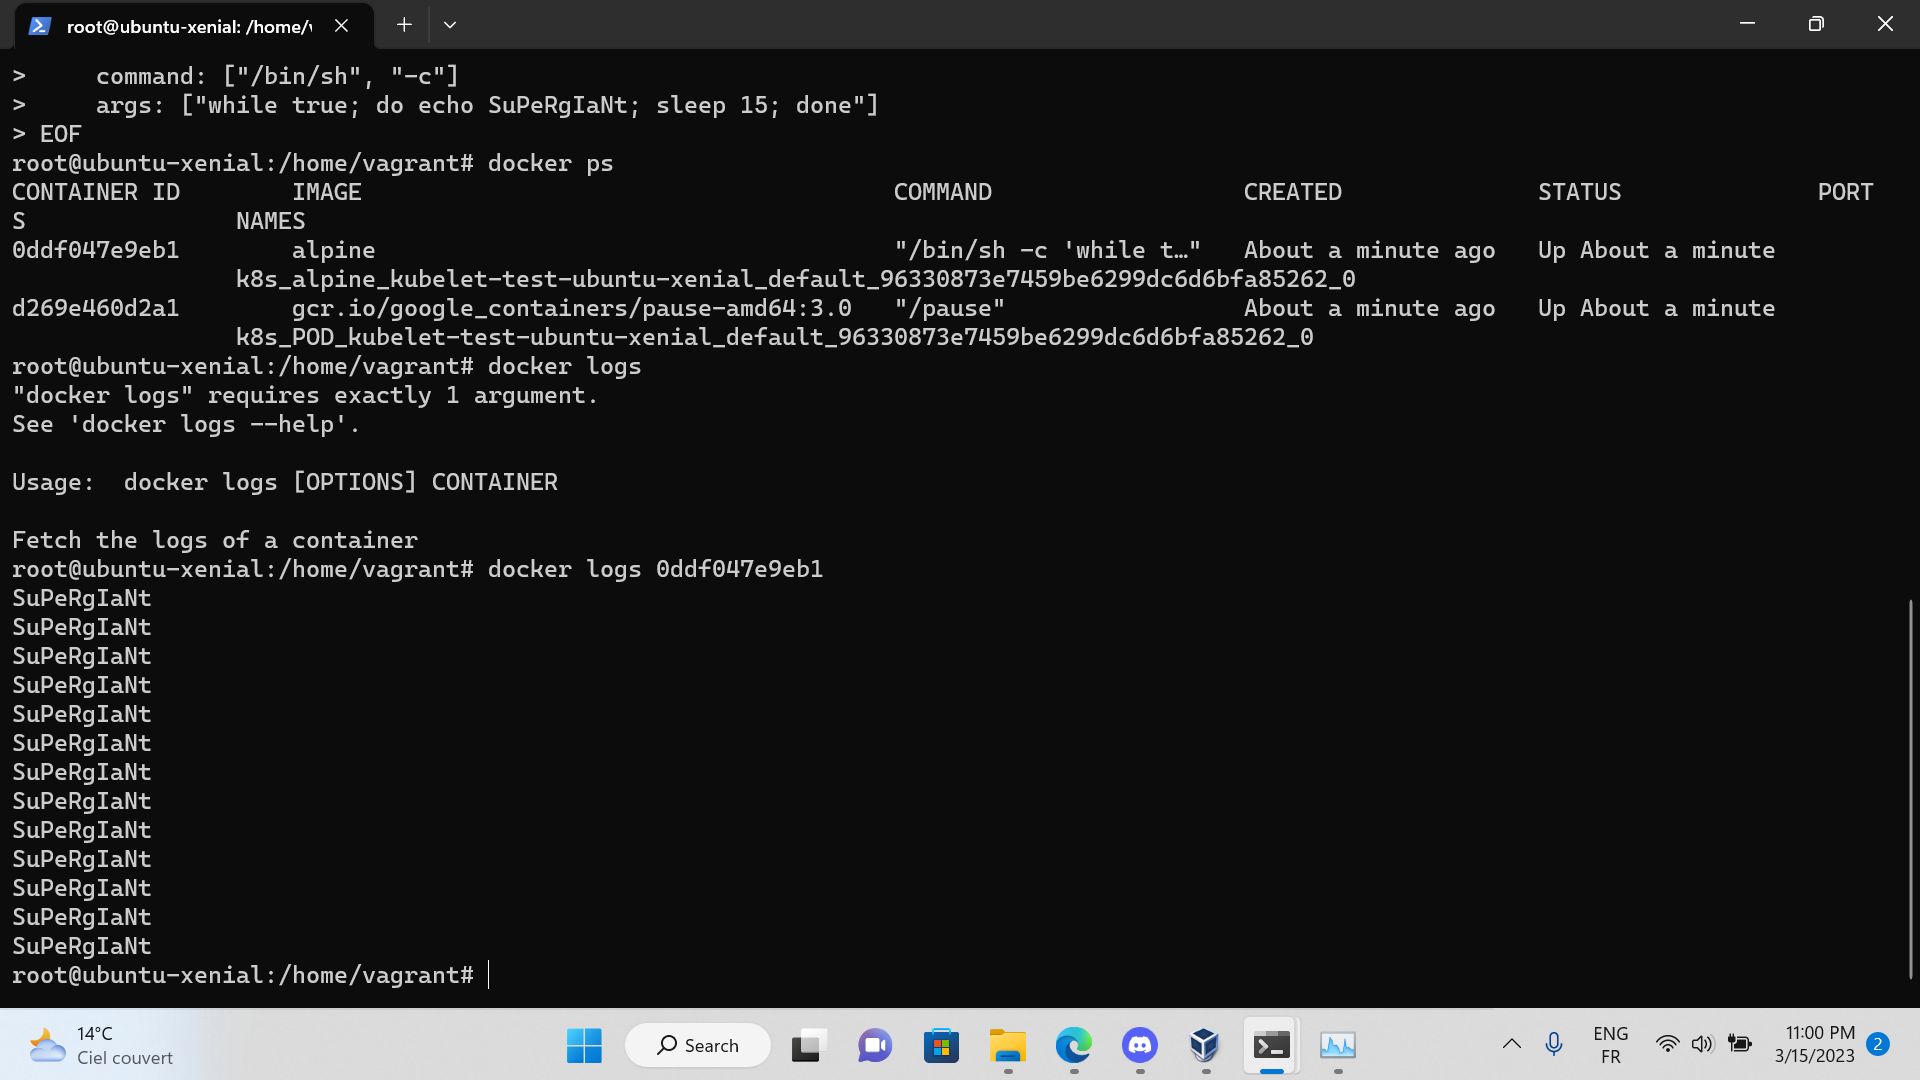 root@ubuntu-xenial: /home/v
>     command: ["/bin/sh", "-c"]
>     args: ["while true; do echo SuPeRgIaNt; sleep 15; done"]
> EOF
root@ubuntu-xenial:/home/vagrant# docker ps
CONTAINER ID        IMAGE                                      COMMAND                  CREATED              STATUS              PORT
S               NAMES
0ddf047e9eb1        alpine                                     "/bin/sh -c 'while t…"   About a minute ago   Up About a minute
                k8s_alpine_kubelet-test-ubuntu-xenial_default_96330873e7459be6299dc6d6bfa85262_0
d269e460d2a1        gcr.io/google_containers/pause-amd64:3.0   "/pause"                 About a minute ago   Up About a minute
                k8s_POD_kubelet-test-ubuntu-xenial_default_96330873e7459be6299dc6d6bfa85262_0
root@ubuntu-xenial:/home/vagrant# docker logs
"docker logs" requires exactly 1 argument.
See 'docker logs --help'.

Usage:  docker logs [OPTIONS] CONTAINER

Fetch the logs of a container
root@ubuntu-xenial:/home/vagrant# docker logs 0ddf047e9eb1
SuPeRgIaNt
SuPeRgIaNt
SuPeRgIaNt
SuPeRgIaNt
SuPeRgIaNt
SuPeRgIaNt
SuPeRgIaNt
SuPeRgIaNt
SuPeRgIaNt
SuPeRgIaNt
SuPeRgIaNt
SuPeRgIaNt
SuPeRgIaNt
root@ubuntu-xenial:/home/vagrant#
14°C
Ciel couvert
Search
ENG
FR
11:00 PM
3/15/2023
2